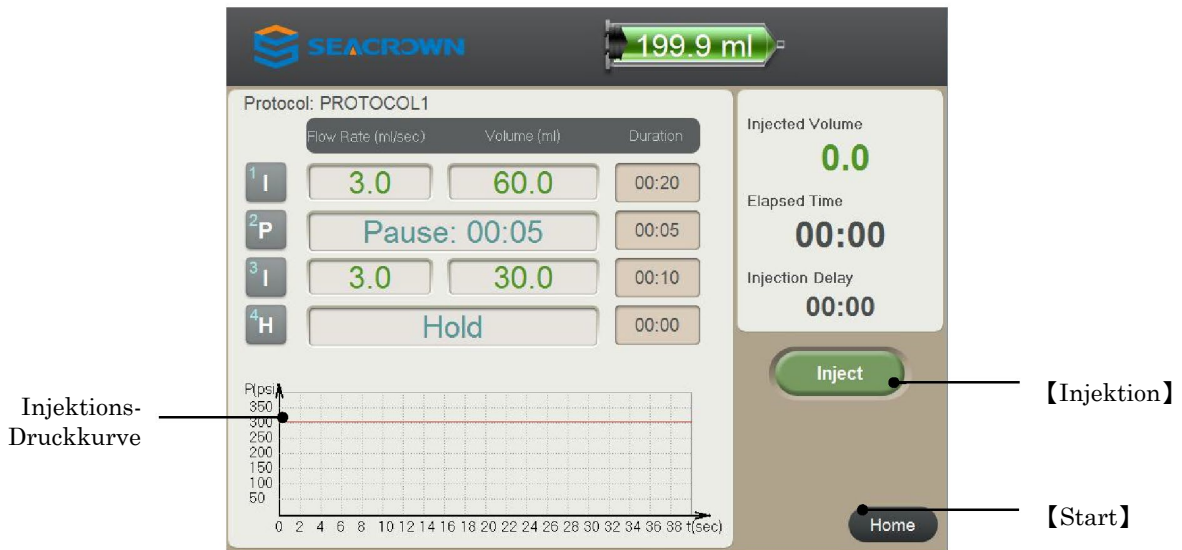 SEACROWN
199.9 ml
Protocol: PROTOCOL1
Flow Rate (ml/sec) Volume (ml) Duration
1 I 3.0 60.0 00:20
2 P Pause: 00:05 00:05
3 I 3.0 30.0 00:10
4 H Hold 00:00
Injected Volume
0.0
Elapsed Time
00:00
Injection Delay
00:00
Inject
【Injektion】
P(psi)
350
300
250
200
150
100
50
0 2 4 6 8 10 12 14 16 18 20 22 24 26 28 30 32 34 36 38 t(sec)
Injektions-
Druckkurve
Home
【Start】